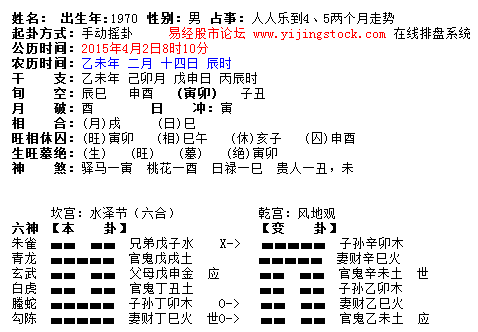 姓名: 出生年:1970 性别: 男 占事: 人人乐到4、5两个月走势
起卦方式: 手动摇卦 易经股市论坛 www.yijingstock.com 在线排盘系统
公历时间: 2015年4月2日8时10分
农历时间: 乙未年 二月 十四日 辰时
干 支: 乙未年 己卯月 戊申日 丙辰时
旬 空: 辰巳 申酉 (寅卯) 子丑
月 破: 酉 日 冲: 寅
相 合: (月)戌 (日)巳
旺相休囚: (旺)寅卯 (相)巳午 (休)亥子 (囚)申酉
生旺墓绝: (生) (旺) (墓) (绝)寅卯
神 煞: 驿马—寅 桃花—酉 日禄—巳 贵人—丑,未
坎宫: 水泽节(六合) 乾宫: 风地观
六神 【本 卦】 【变 卦】
朱雀 兄弟戊子水 X-> 子孙辛卯木
青龙 官鬼戊戌土 妻财辛巳火
玄武 父母戊申金 应 官鬼辛未土 世
白虎 官鬼丁丑土 子孙乙卯木
螣蛇 子孙丁卯木 O-> 妻财乙巳火
勾陈 妻财丁巳火 世O-> 官鬼乙未土 应